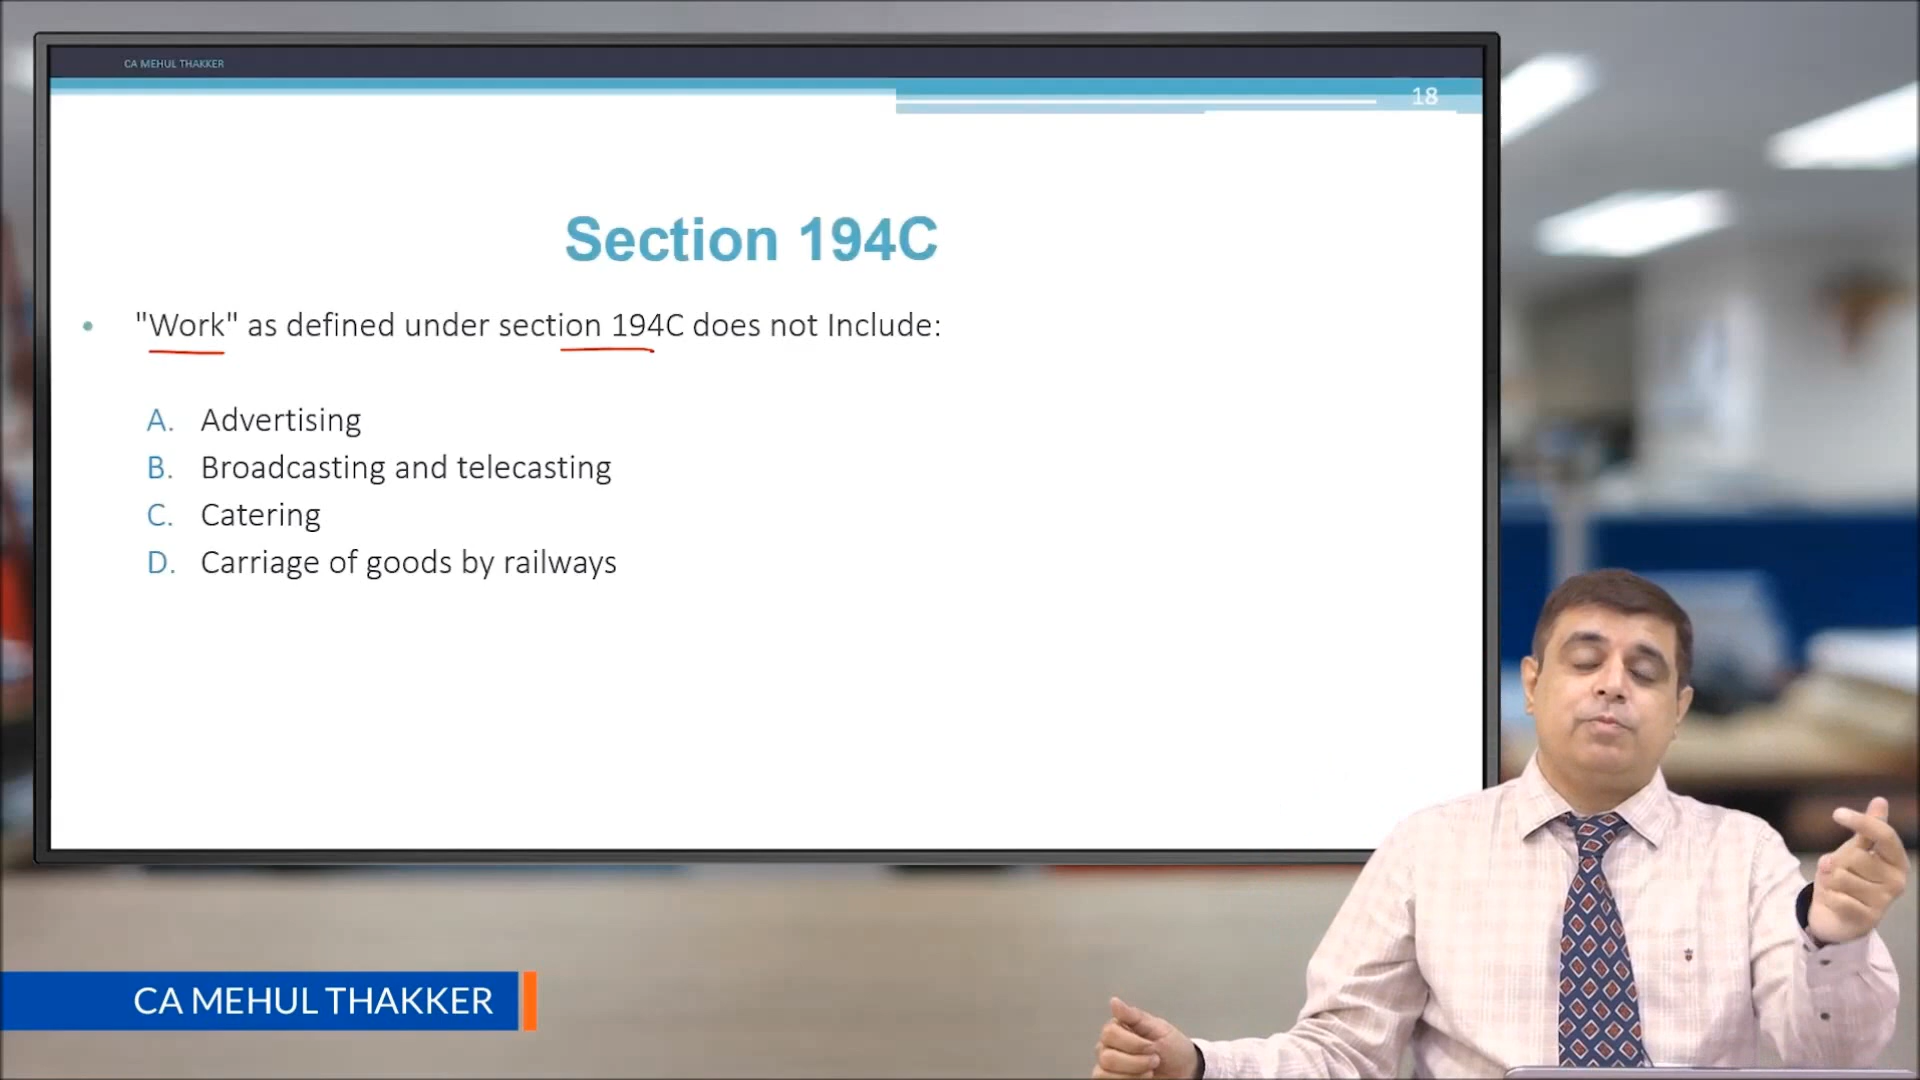 CA MEHUL THAKKER
18
Section 194C
• "Work" as defined under section 194C does not Include:
A. Advertising
B. Broadcasting and telecasting
C. Catering
D. Carriage of goods by railways
CA MEHUL THAKKER